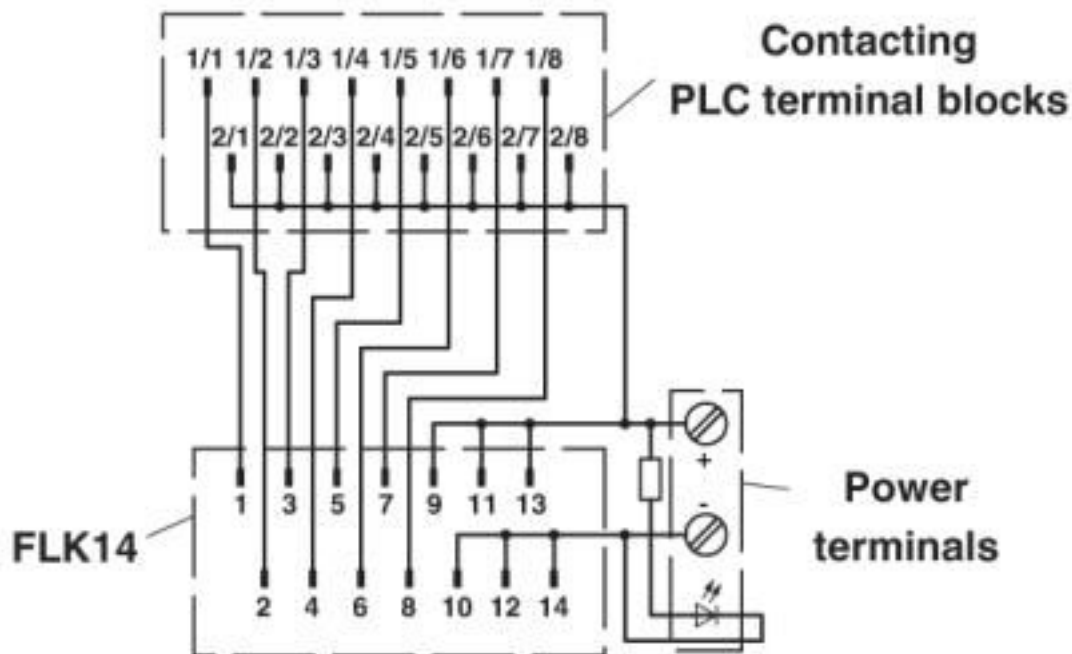 1/1 1/2 1/3 1/4 1/5 1/6 1/7 1/8
Contacting
PLC terminal blocks
2/1 2/2 2/3 2/4 2/5 2/6 2/7 2/8
+
1 3 5 7 9 11 13
Power
terminals
-
FLK14
2 4 6 8 10 12 14